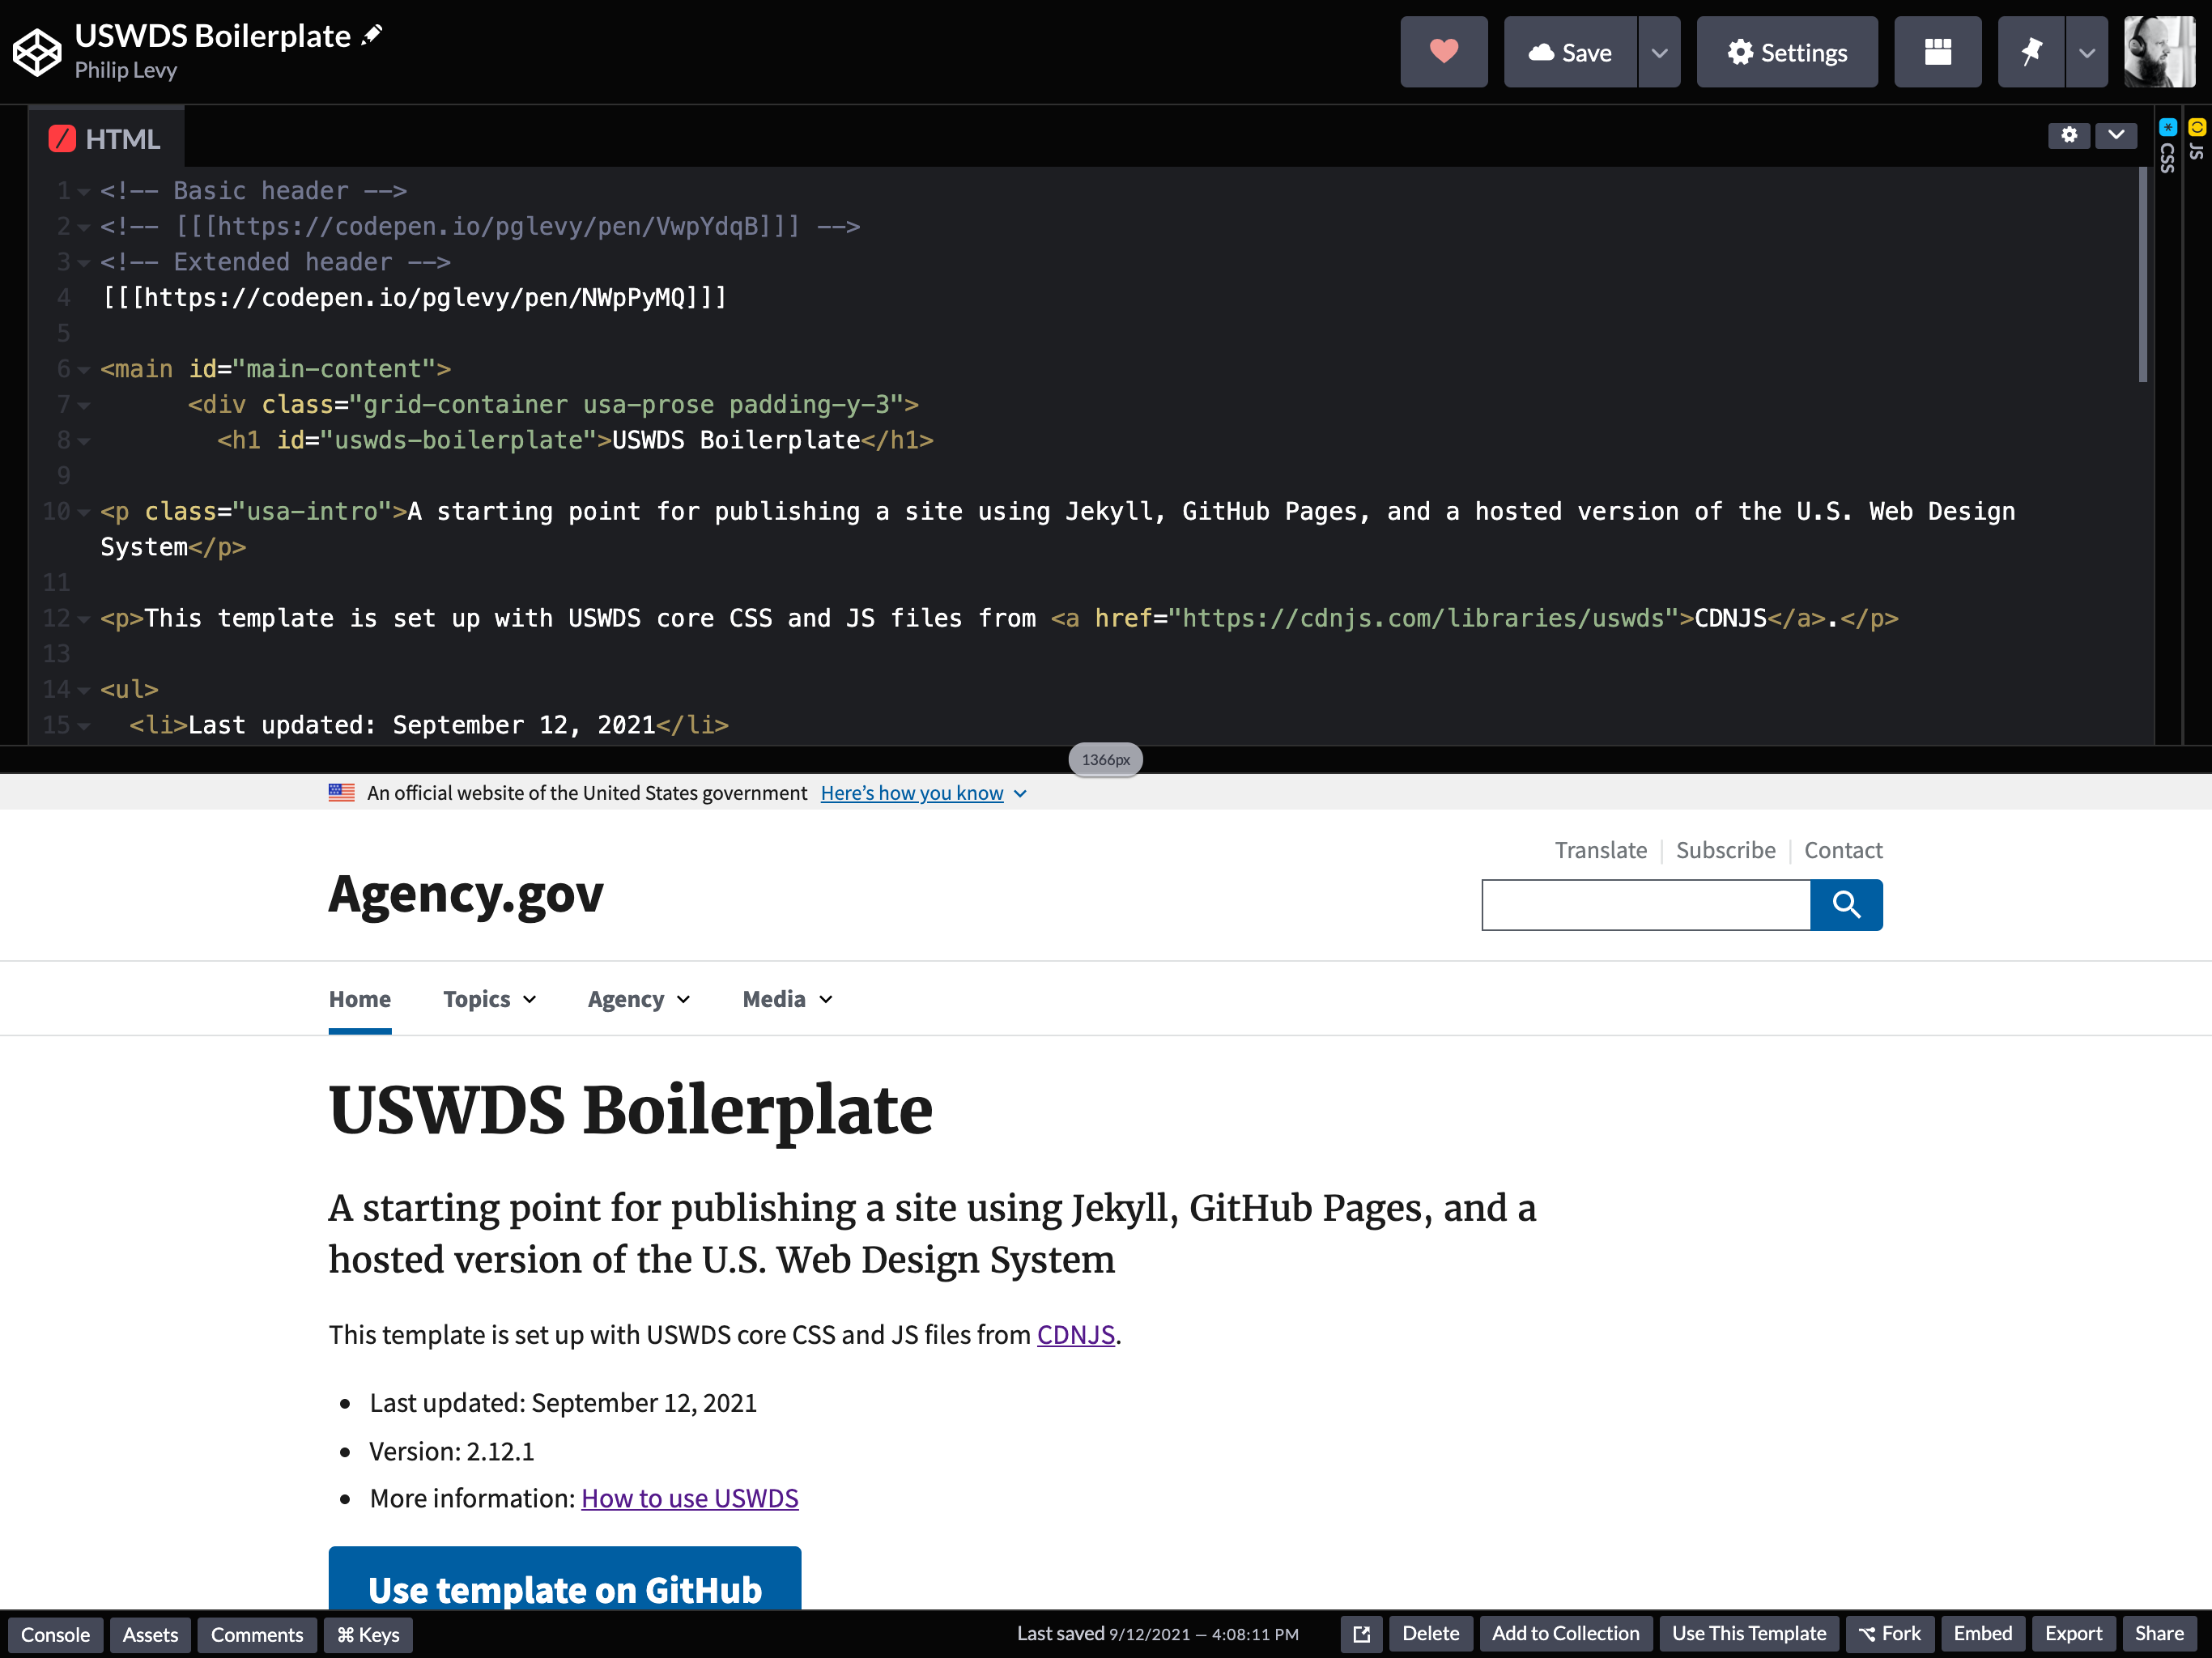 USWDS Boilerplate
Philip Levy
Save
Settings
HTML
CSS
JS
1 <!-- Basic header -->
2 <!-- [[[https://codepen.io/pglevy/pen/VwpYdqB]]] -->
3 <!-- Extended header -->
4 [[[https://codepen.io/pglevy/pen/NWpPyMQ]]]
5
6 <main id="main-content">
7 <div class="grid-container usa-prose padding-y-3">
8 <h1 id="uswds-boilerplate">USWDS Boilerplate</h1>
9
10 <p class="usa-intro">A starting point for publishing a site using Jekyll, GitHub Pages, and a hosted version of the U.S. Web Design
System</p>
11
12 <p>This template is set up with USWDS core CSS and JS files from <a href="https://cdnjs.com/libraries/uswds">CDNJS</a>.</p>
13
14 <ul>
15 <li>Last updated: September 12, 2021</li>
1366px
An official website of the United States government Here’s how you know
Translate Subscribe Contact
Agency.gov
Home Topics Agency Media
USWDS Boilerplate
A starting point for publishing a site using Jekyll, GitHub Pages, and a
hosted version of the U.S. Web Design System
This template is set up with USWDS core CSS and JS files from CDNJS.
• Last updated: September 12, 2021
• Version: 2.12.1
• More information: How to use USWDS
Use template on GitHub
Console Assets Comments ⌘ Keys Last saved 9/12/2021 — 4:08:11 PM Delete Add to Collection Use This Template Fork Embed Export Share